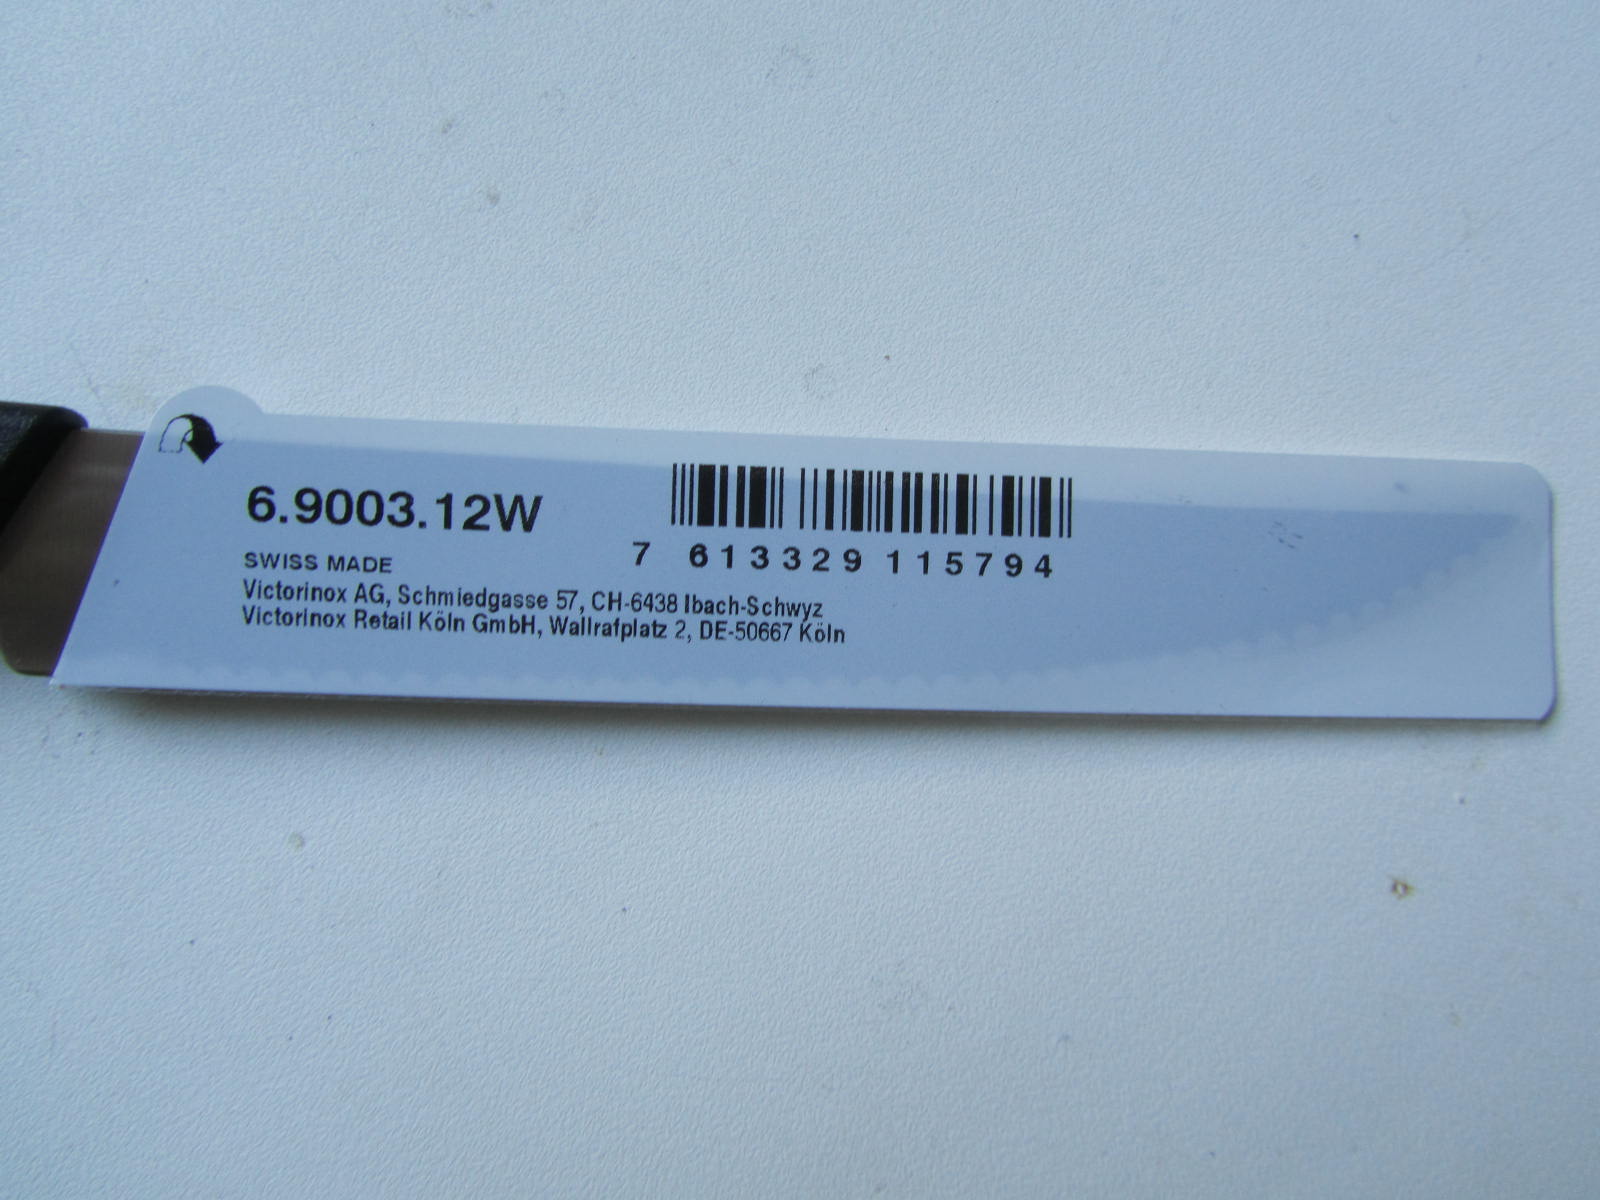 6.9003.12W
7 613329 115794
SWISS MADE
Victorinox AG, Schmiedgasse 57, CH-6438 Ibach-Schwyz
Victorinox Retail Köln GmbH, Wallrafplatz 2, DE-50667 Köln